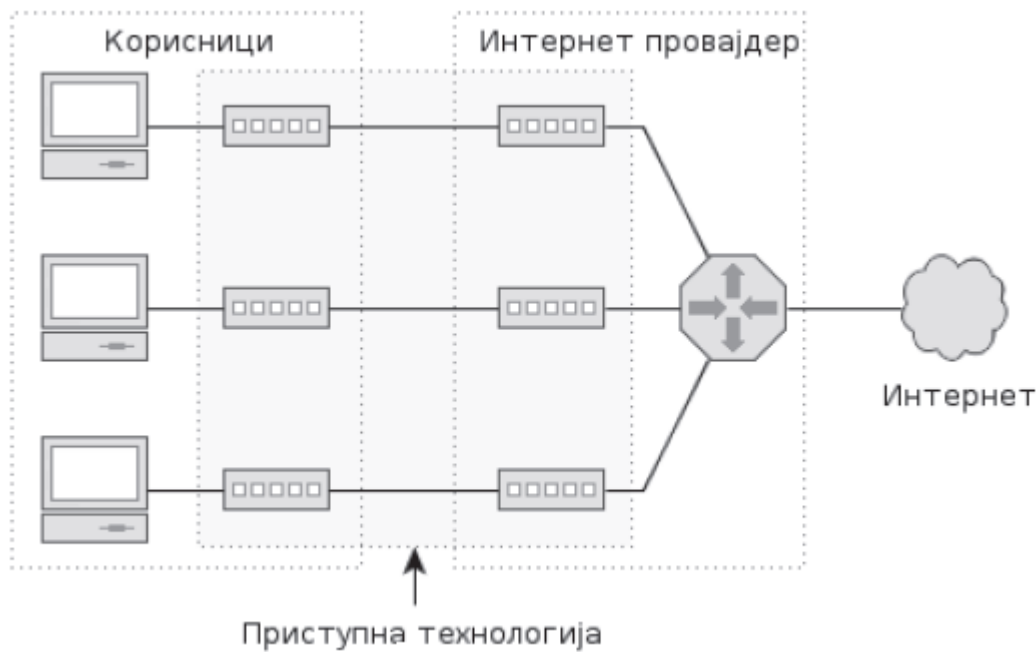 Корисници
Интернет провајдер
Интернет
Приступна технологија